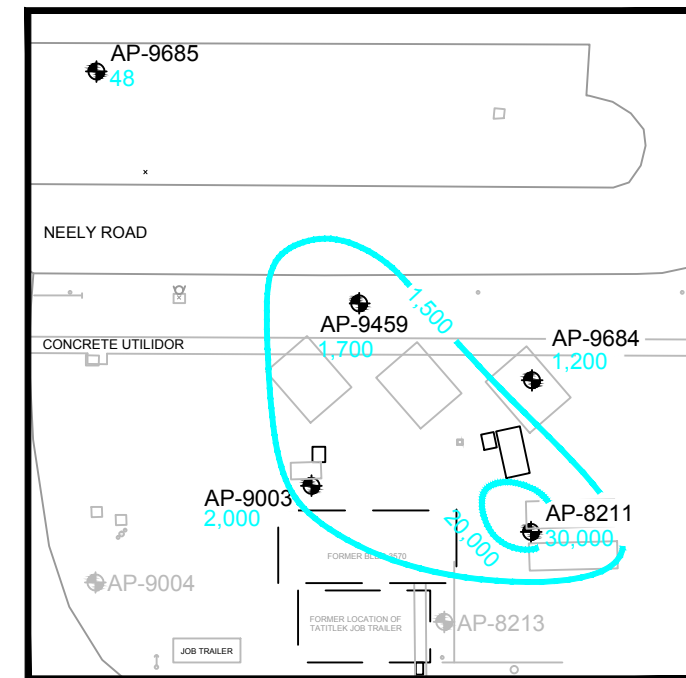 AP-9685
48
NEELY ROAD
1,500
AP-9459
1,700
CONCRETE UTILIDOR
AP-9684
1,200
AP-9003
2,000
AP-8211
30,000
20,000
FORMER BLDG 3570
AP-9004
FORMER LOCATION OF
TATITLEK JOB TRAILER
AP-8213
JOB TRAILER